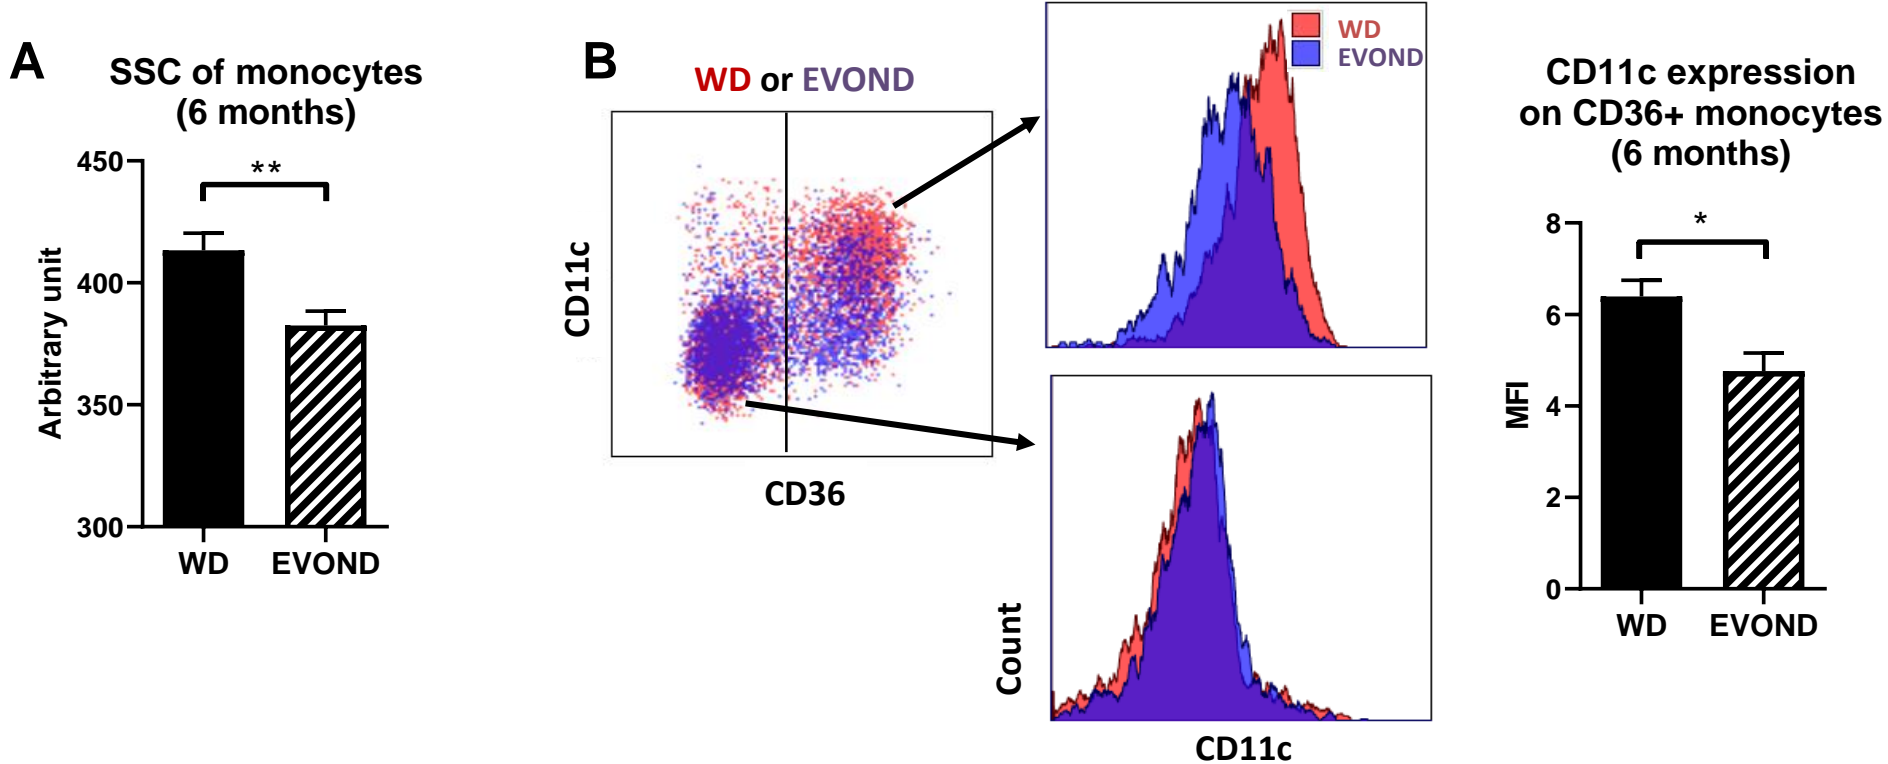 A
SSC of monocytes
(6 months)
450
400
350
300
Arbitrary unit
**
WD
EVOND
B
WD or EVOND
CD11c
CD36
WD
EVOND
Count
CD11c
CD11c expression
on CD36+ monocytes
(6 months)
8
6
4
2
0
MFI
*
WD
EVOND